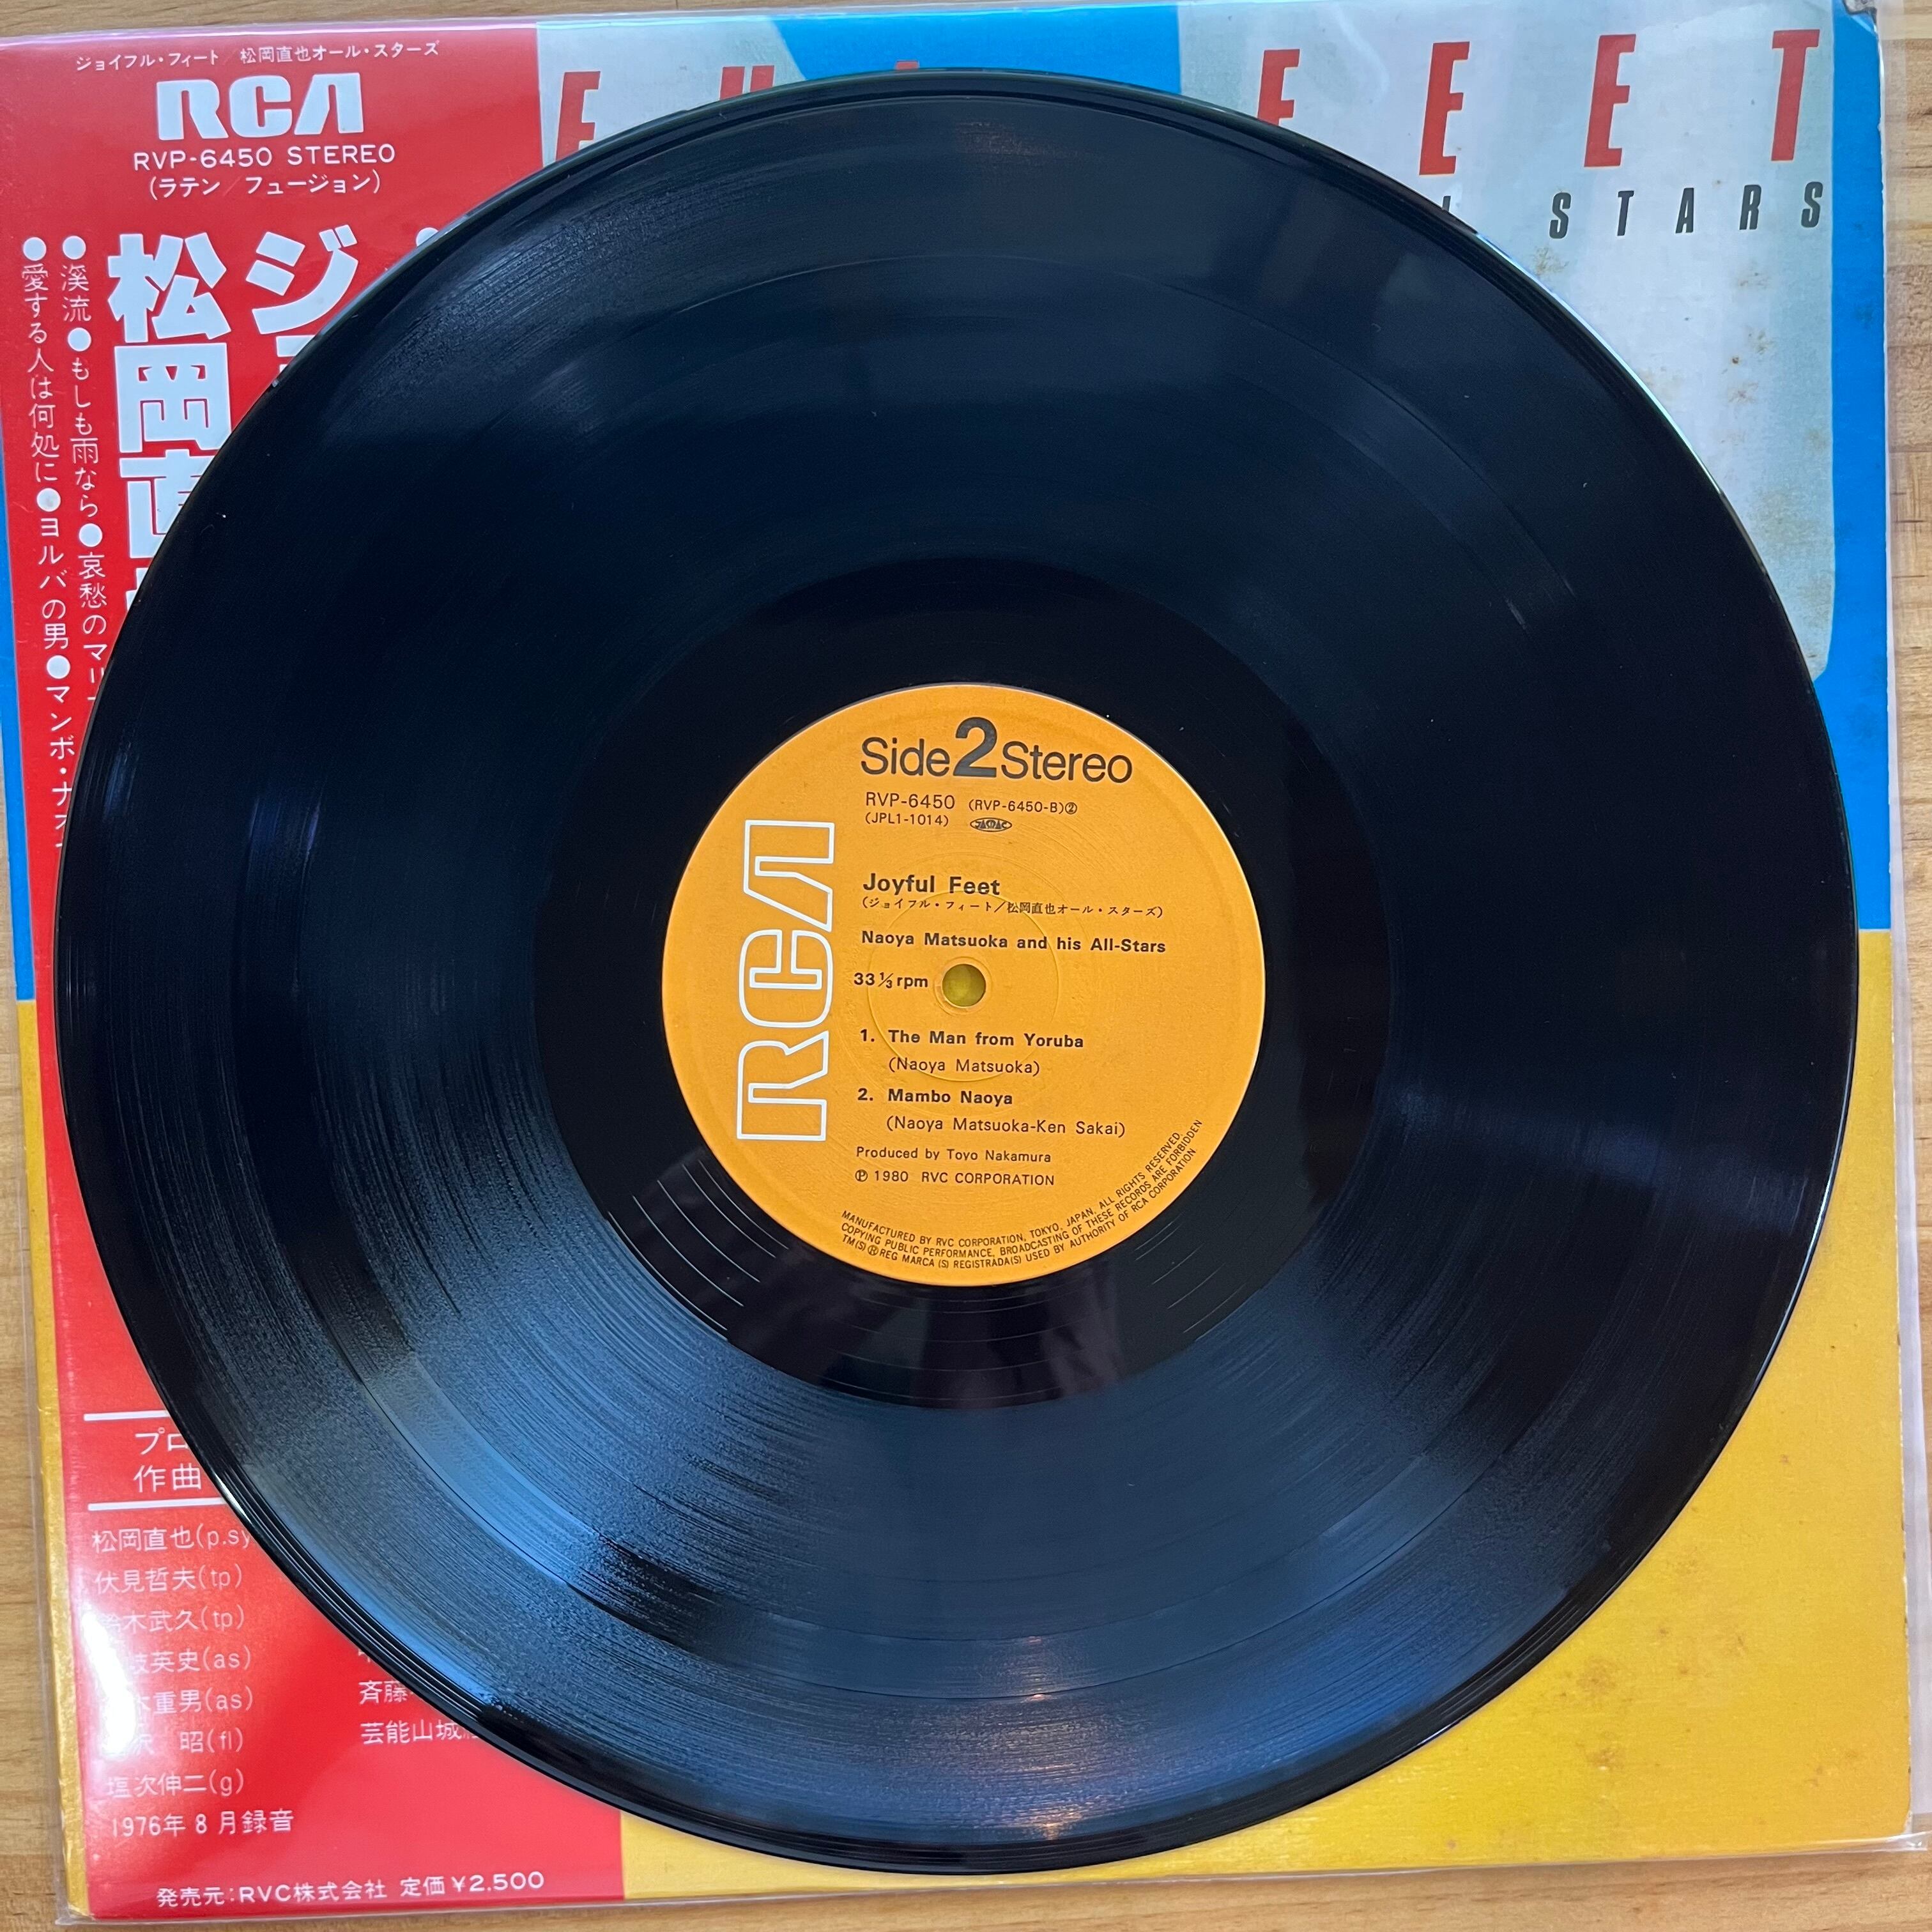 ジョイフル・フィート/松岡直也オール・スターズ
RCA
RVP-6450 STEREO
(ラテン/フュージョン)
松岡直
●溪流●もしも雨なら●哀愁のマリ
●愛する人は何処に●ヨルバの男●マンボ・ナオ
プロ
作曲
松岡直也(p.sy
伏見哲夫(tp)
木武久(tp)
英史(as)
木重男(as)
昭(fl)
塩次伸二(g)
1976年8月録音
斉藤
芸能山城
発売元:RVC株式会社 定価¥2.500
FEET
STARS
Side 2 Stereo
RVP-6450 (RVP-6450-B)②
(JPL1-1014) JASRAC
RCA
Joyful Feet
(ジョイフル・フィート/松岡直也オール・スターズ)
Naoya Matsuoka and his All-Stars
33⅓rpm
1. The Man from Yoruba
(Naoya Matsuoka)
2. Mambo Naoya
(Naoya Matsuoka-Ken Sakai)
Produced by Toyo Nakamura
Ⓟ 1980 RVC CORPORATION
MANUFACTURED BY RVC CORPORATION, TOKYO, JAPAN, ALL RIGHTS RESERVED
COPYING PUBLIC PERFORMANCE, BROADCASTING OF THESE RECORDS ARE FORBIDDEN
TM(S)®REG MARCA (S) REGISTRADA(S) USED BY AUTHORITY OF RCA CORPORATION